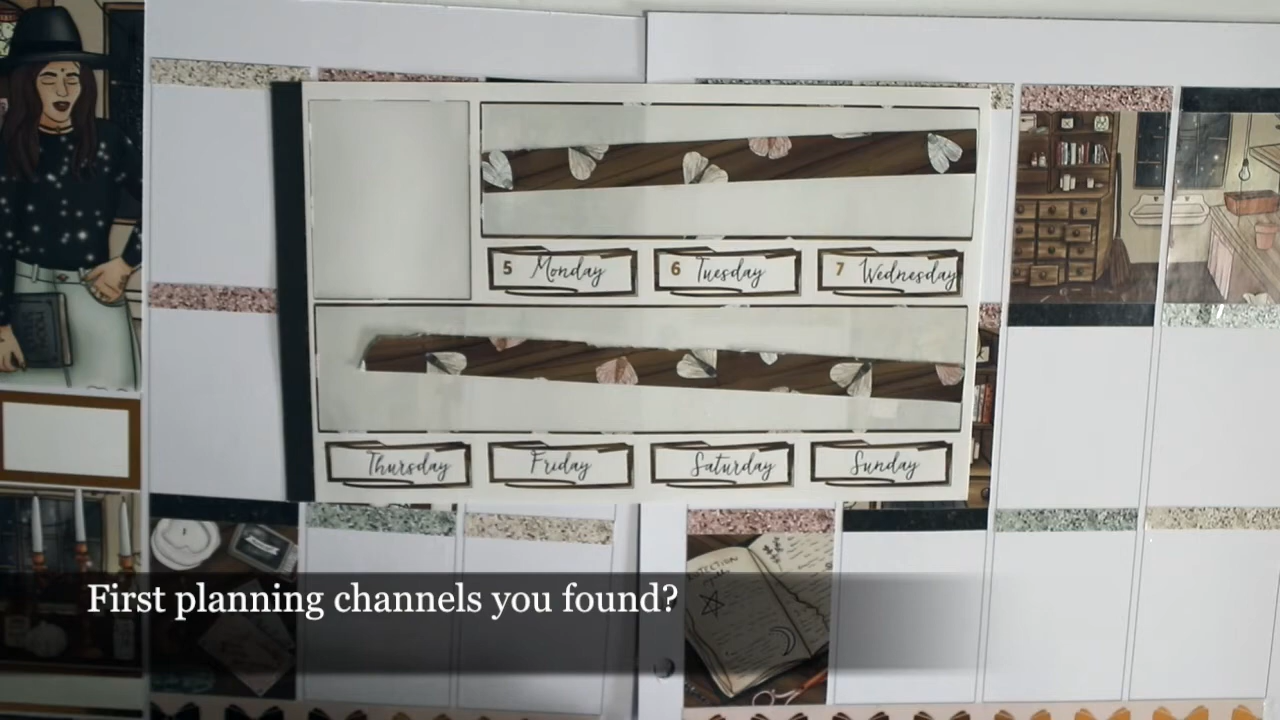 5 Monday
6 Tuesday
7 Wednesday
Thursday
Friday
Saturday
Sunday
First planning channels you found?